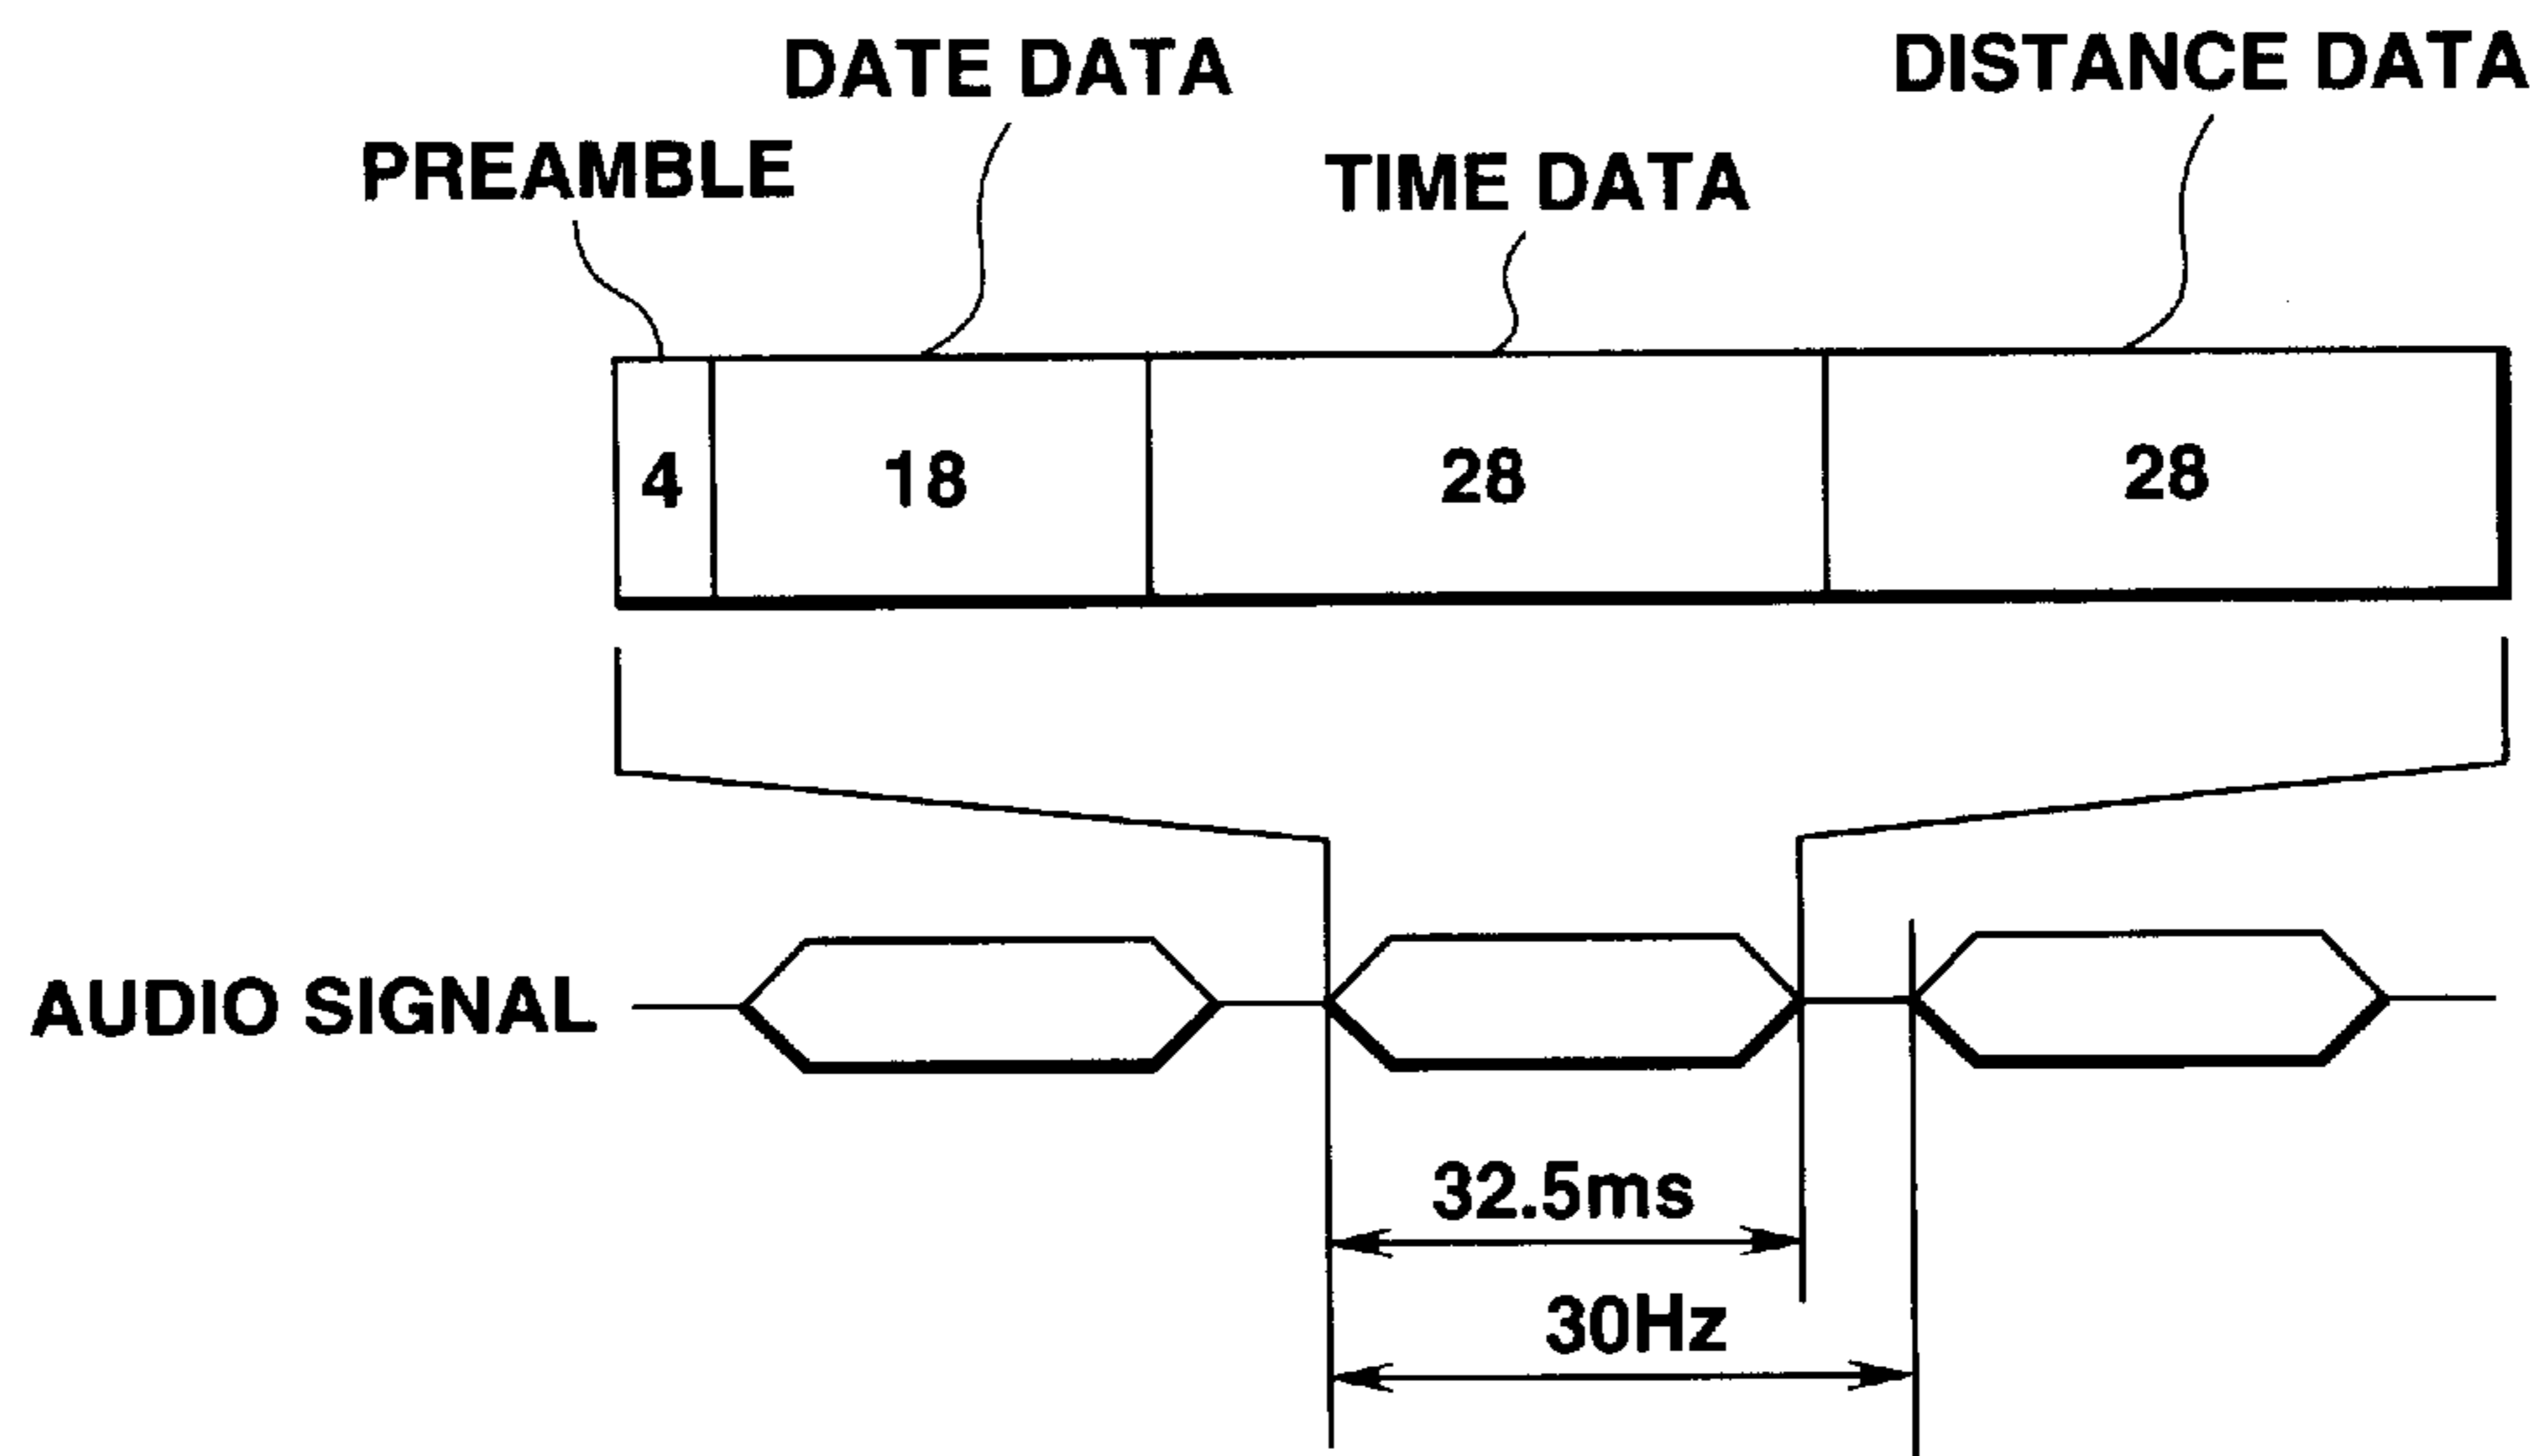 DATE DATA
DISTANCE DATA
PREAMBLE
TIME DATA
4
18
28
28
AUDIO SIGNAL
32.5ms
30Hz